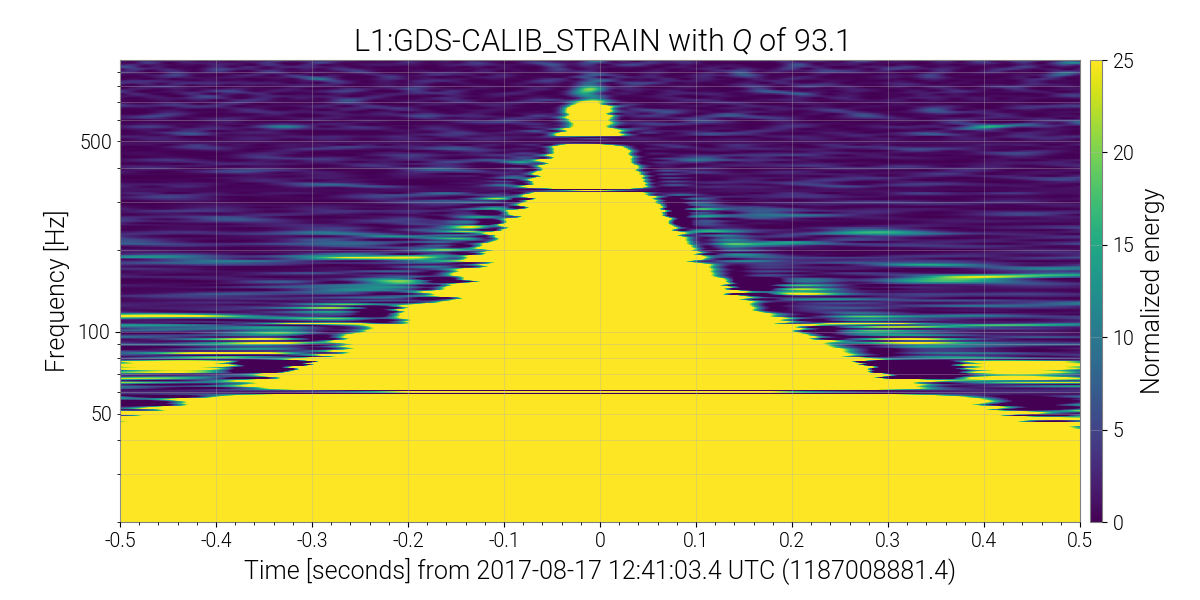 L1:GDS-CALIB_STRAIN with Q of 93.1
Frequency [Hz]
500
100
50
-0.5 -0.4 -0.3 -0.2 -0.1 0 0.1 0.2 0.3 0.4 0.5
Time [seconds] from 2017-08-17 12:41:03.4 UTC (1187008881.4)
25
20
15
10
5
0
Normalized energy